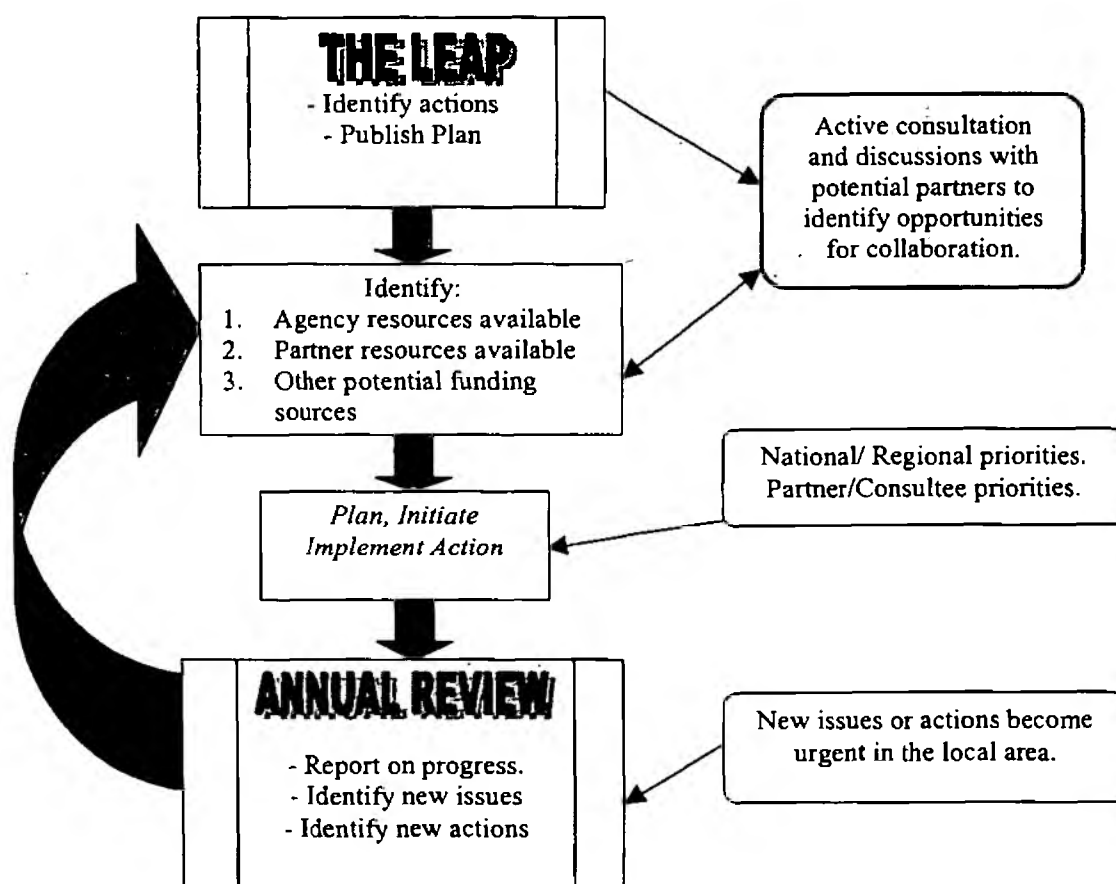 THE LEAP
- Identify actions
- Publish Plan
Active consultation
and discussions with
potential partners to
identify opportunities
for collaboration.
Identify:
1. Agency resources available
2. Partner resources available
3. Other potential funding
sources
National/ Regional priorities.
Partner/Consultee priorities.
Plan, Initiate
Implement Action
ANNUAL REVIEW
- Report on progress.
- Identify new issues
- Identify new actions
New issues or actions become
urgent in the local area.